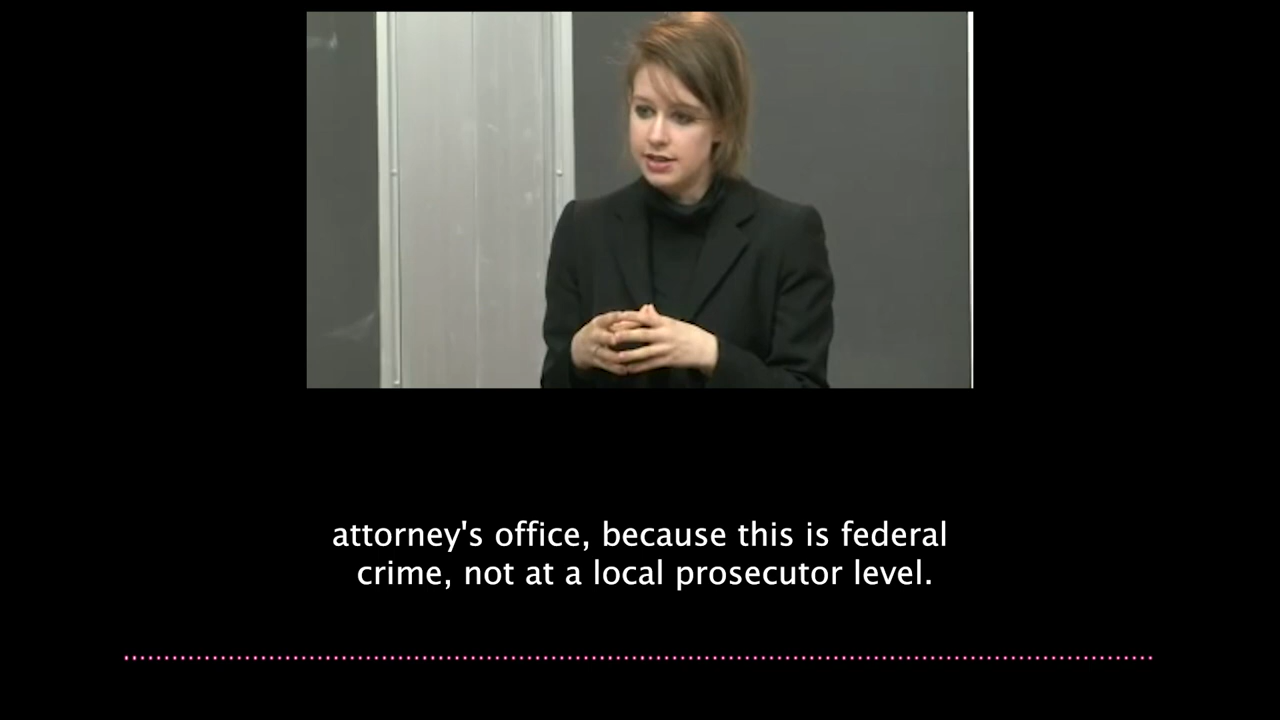 attorney's office, because this is federal
crime, not at a local prosecutor level.